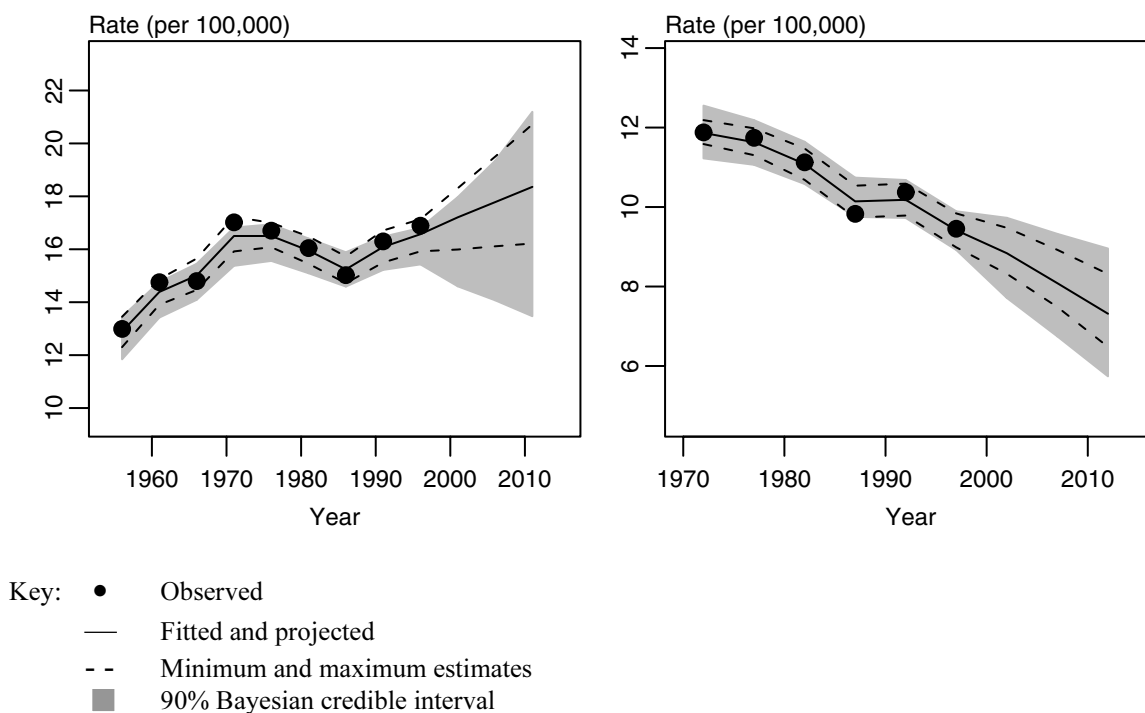 Rate (per 100,000)
22
20
18
16
14
12
10
1960 1970 1980 1990 2000 2010
Year
Rate (per 100,000)
14
12
10
8
6
1970 1980 1990 2000 2010
Year
Key: Observed
Fitted and projected
Minimum and maximum estimates
90% Bayesian credible interval